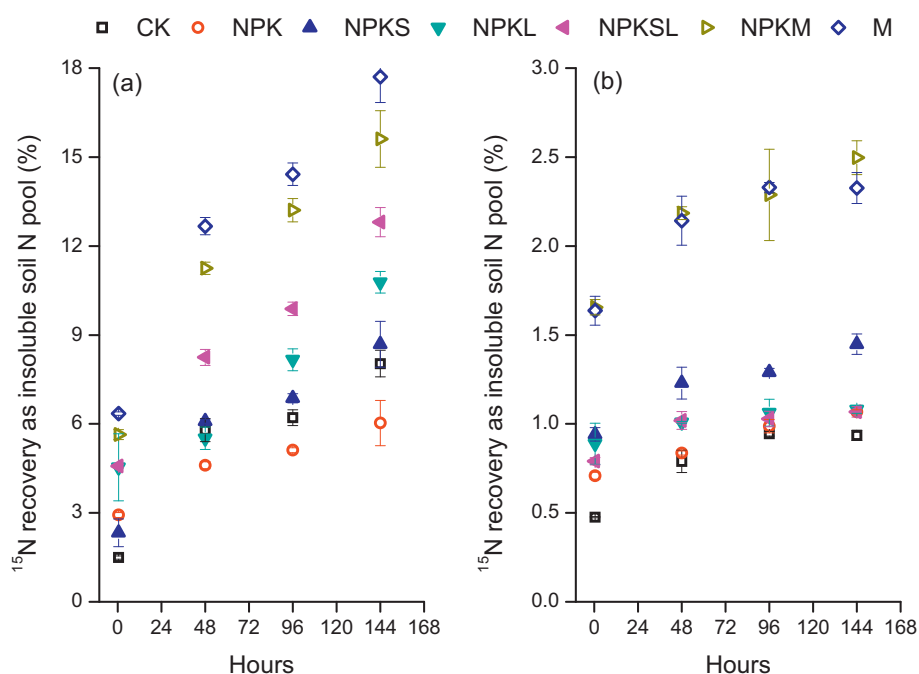 CK NPK NPKS NPKL NPKSL NPKM M
(a)
¹⁵N recovery as insoluble soil N pool (%)
18
15
12
9
6
3
0
0 24 48 72 96 120 144 168
Hours
(b)
¹⁵N recovery as insoluble soil N pool (%)
3.0
2.5
2.0
1.5
1.0
0.5
0.0
0 24 48 72 96 120 144 168
Hours